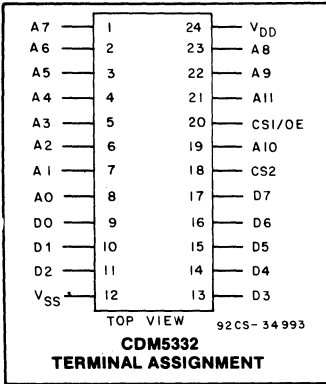 A7 1 24 VDD
A6 2 23 A8
A5 3 22 A9
A4 4 21 A11
A3 5 20 CS1/OE
A2 6 19 A10
A1 7 18 CS2
A0 8 17 D7
D0 9 16 D6
D1 10 15 D5
D2 11 14 D4
VSS 12 13 D3
TOP VIEW 92CS-34993
CDM5332
TERMINAL ASSIGNMENT